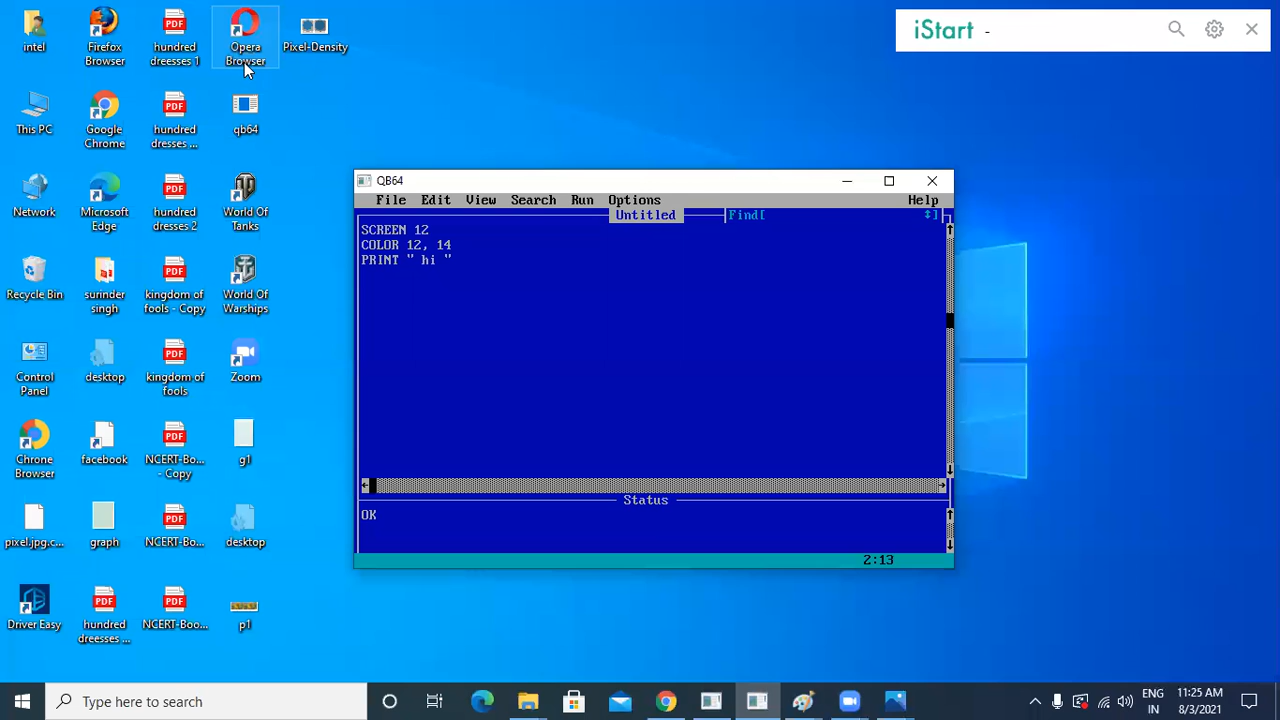 intel
Firefox Browser
hundred dreesses 1
Opera Browser
Pixel-Density
This PC
Google Chrome
hundred dresses ...
qb64
Network
Microsoft Edge
hundred dresses 2
World Of Tanks
Recycle Bin
surinder singh
kingdom of fools - Copy
World Of Warships
Control Panel
desktop
kingdom of fools
Zoom
Chrome Browser
facebook
NCERT-Bo... - Copy
g1
pixel.jpg.c...
graph
NCERT-Bo...
desktop
Driver Easy
hundred dreesses ...
NCERT-Boo...
p1
iStart -
QB64
File Edit View Search Run Options Help
Untitled Find[ ]
SCREEN 12
COLOR 12, 14
PRINT " hi "
Status
OK
2:13
Type here to search
ENG
IN
11:25 AM
8/3/2021